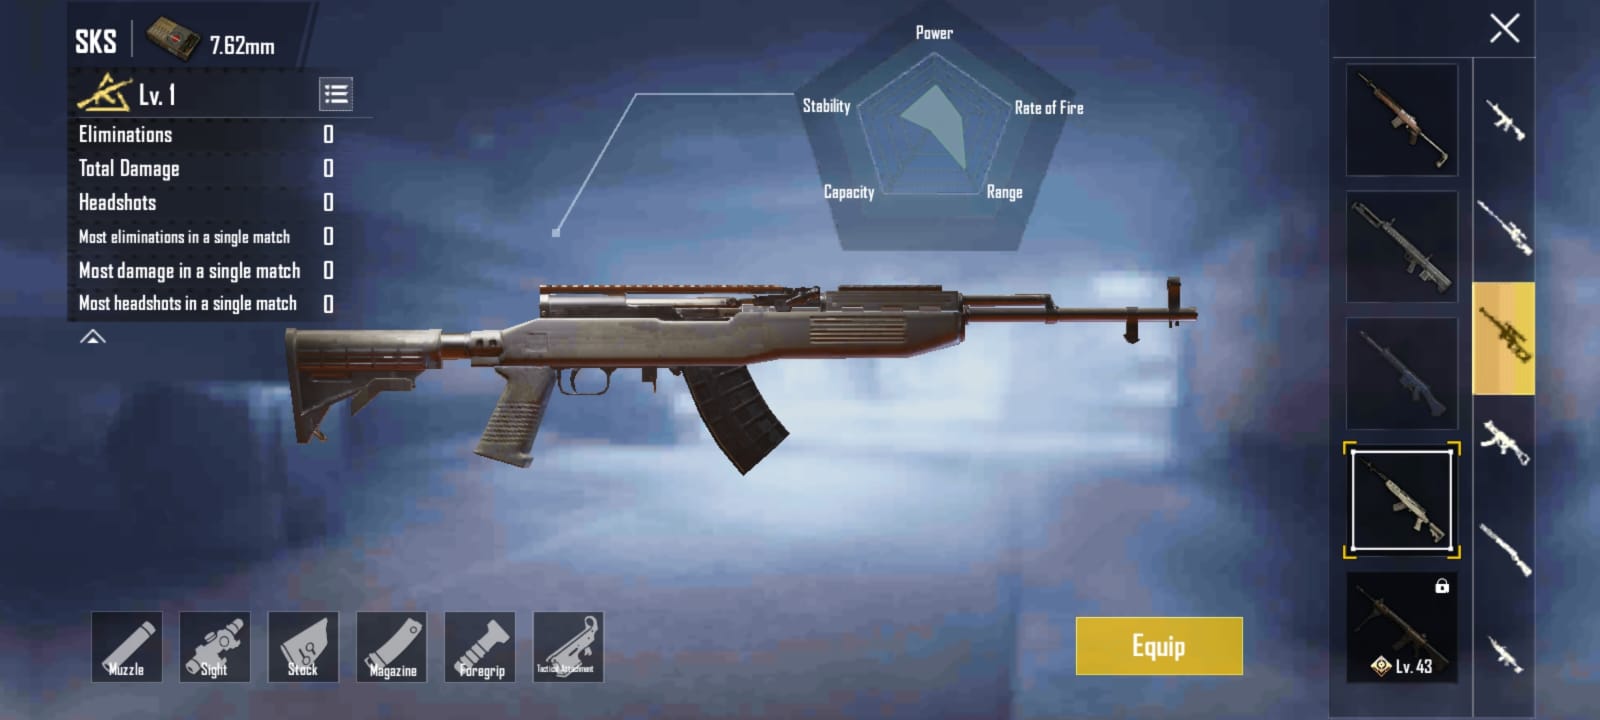 SKS
7.62mm
Lv. 1
Eliminations 0
Total Damage 0
Headshots 0
Most eliminations in a single match 0
Most damage in a single match 0
Most headshots in a single match 0
Power
Stability
Rate of Fire
Capacity
Range
Muzzle
Sight
Stock
Magazine
Foregrip
Tactical Attachment
Equip
Lv. 43